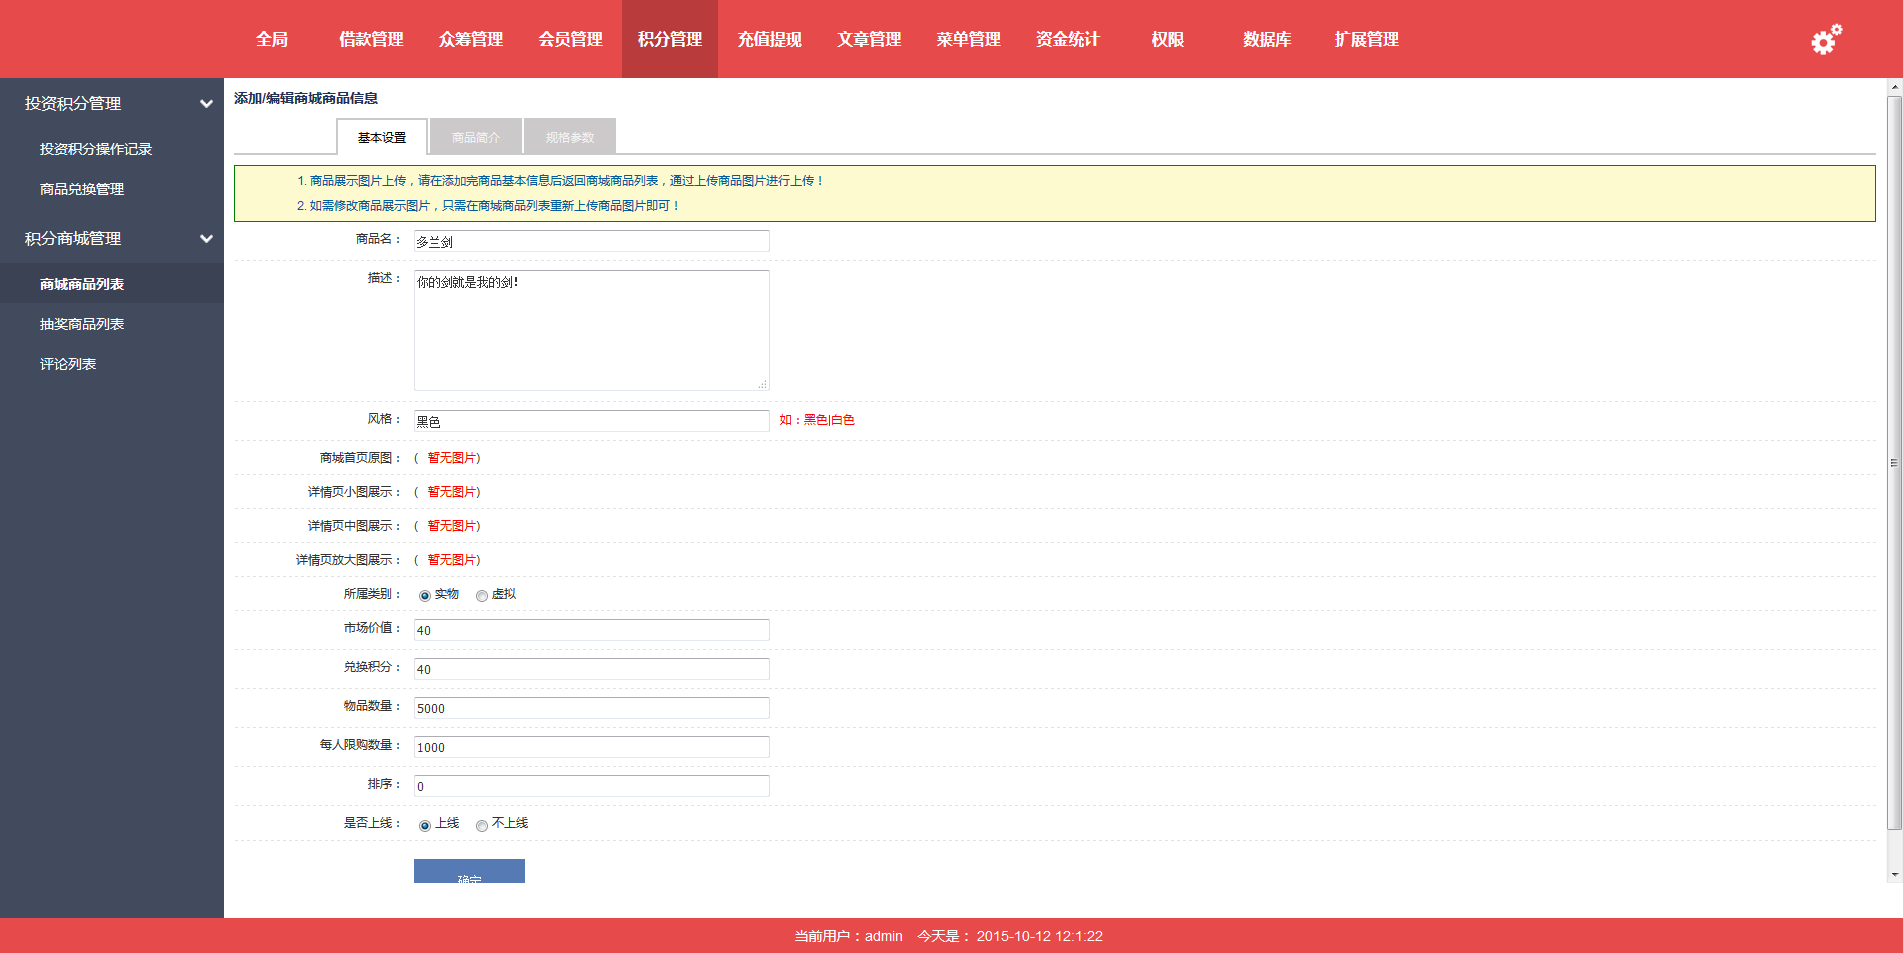 全局 借款管理 众筹管理 会员管理 积分管理 充值提现 文章管理 菜单管理 资金统计 权限 数据库 扩展管理
投资积分管理
投资积分操作记录
商品兑换管理
积分商城管理
商城商品列表
抽奖商品列表
评论列表
添加/编辑商城商品信息
基本设置 商品简介 规格参数
1. 商品展示图片上传，请在添加完商品基本信息后返回商城商品列表，通过上传商品图片进行上传！
2. 如需修改商品展示图片，只需在商城商品列表重新上传商品图片即可！
商品名： 多兰剑
描述： 你的剑就是我的剑!
风格： 黑色 如：黑色|白色
商城首页原图： ( 暂无图片)
详情页小图展示： ( 暂无图片)
详情页中图展示： ( 暂无图片)
详情页放大图展示： ( 暂无图片)
所属类别： 实物 虚拟
市场价值： 40
兑换积分： 40
物品数量： 5000
每人限购数量： 1000
排序： 0
是否上线： 上线 不上线
确定
当前用户：admin 今天是： 2015-10-12 12:1:22